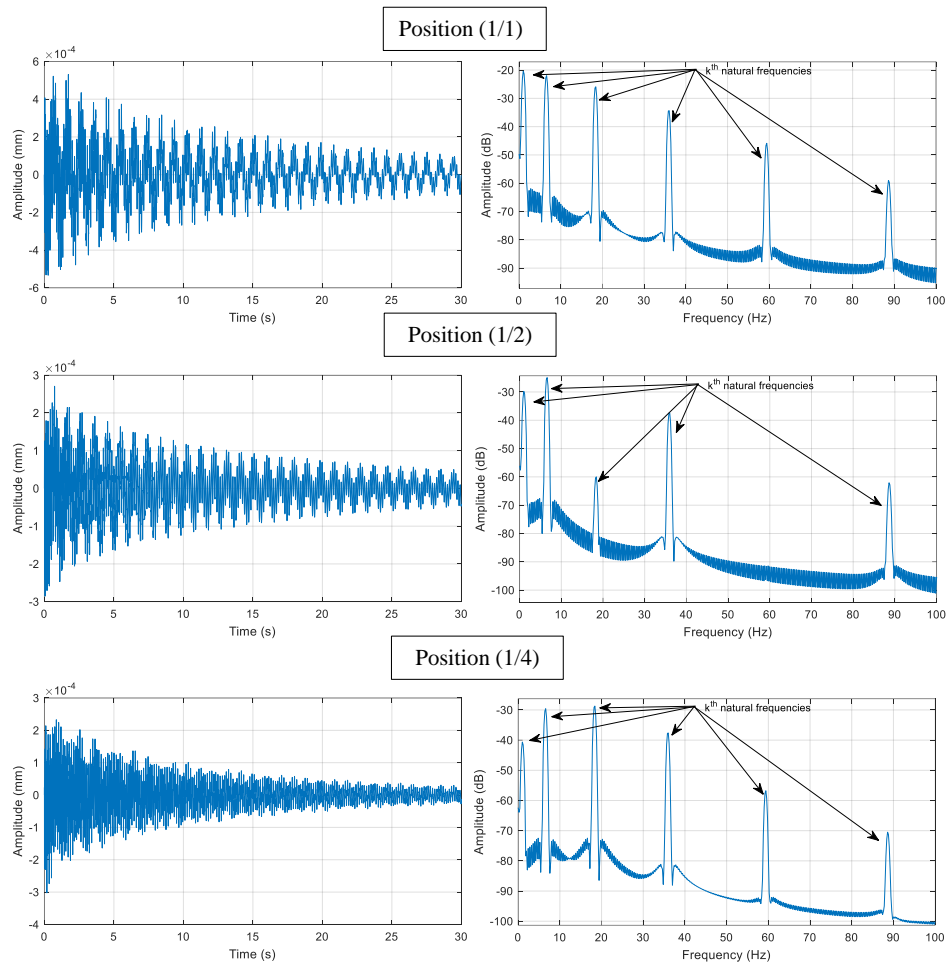 Position (1/1)
×10-4
6
4
2
0
-2
-4
-6
Amplitude (mm)
0 5 10 15 20 25 30
Time (s)
kth natural frequencies
-20
-30
-40
-50
-60
-70
-80
-90
Amplitude (dB)
0 10 20 30 40 50 60 70 80 90 100
Frequency (Hz)
Position (1/2)
×10-4
3
2
1
0
-1
-2
-3
Amplitude (mm)
0 5 10 15 20 25 30
Time (s)
kth natural frequencies
-30
-40
-50
-60
-70
-80
-90
-100
Amplitude (dB)
0 10 20 30 40 50 60 70 80 90 100
Frequency (Hz)
Position (1/4)
×10-4
3
2
1
0
-1
-2
-3
-4
Amplitude (mm)
0 5 10 15 20 25 30
Time (s)
kth natural frequencies
-30
-40
-50
-60
-70
-80
-90
-100
Amplitude (dB)
0 10 20 30 40 50 60 70 80 90 100
Frequency (Hz)